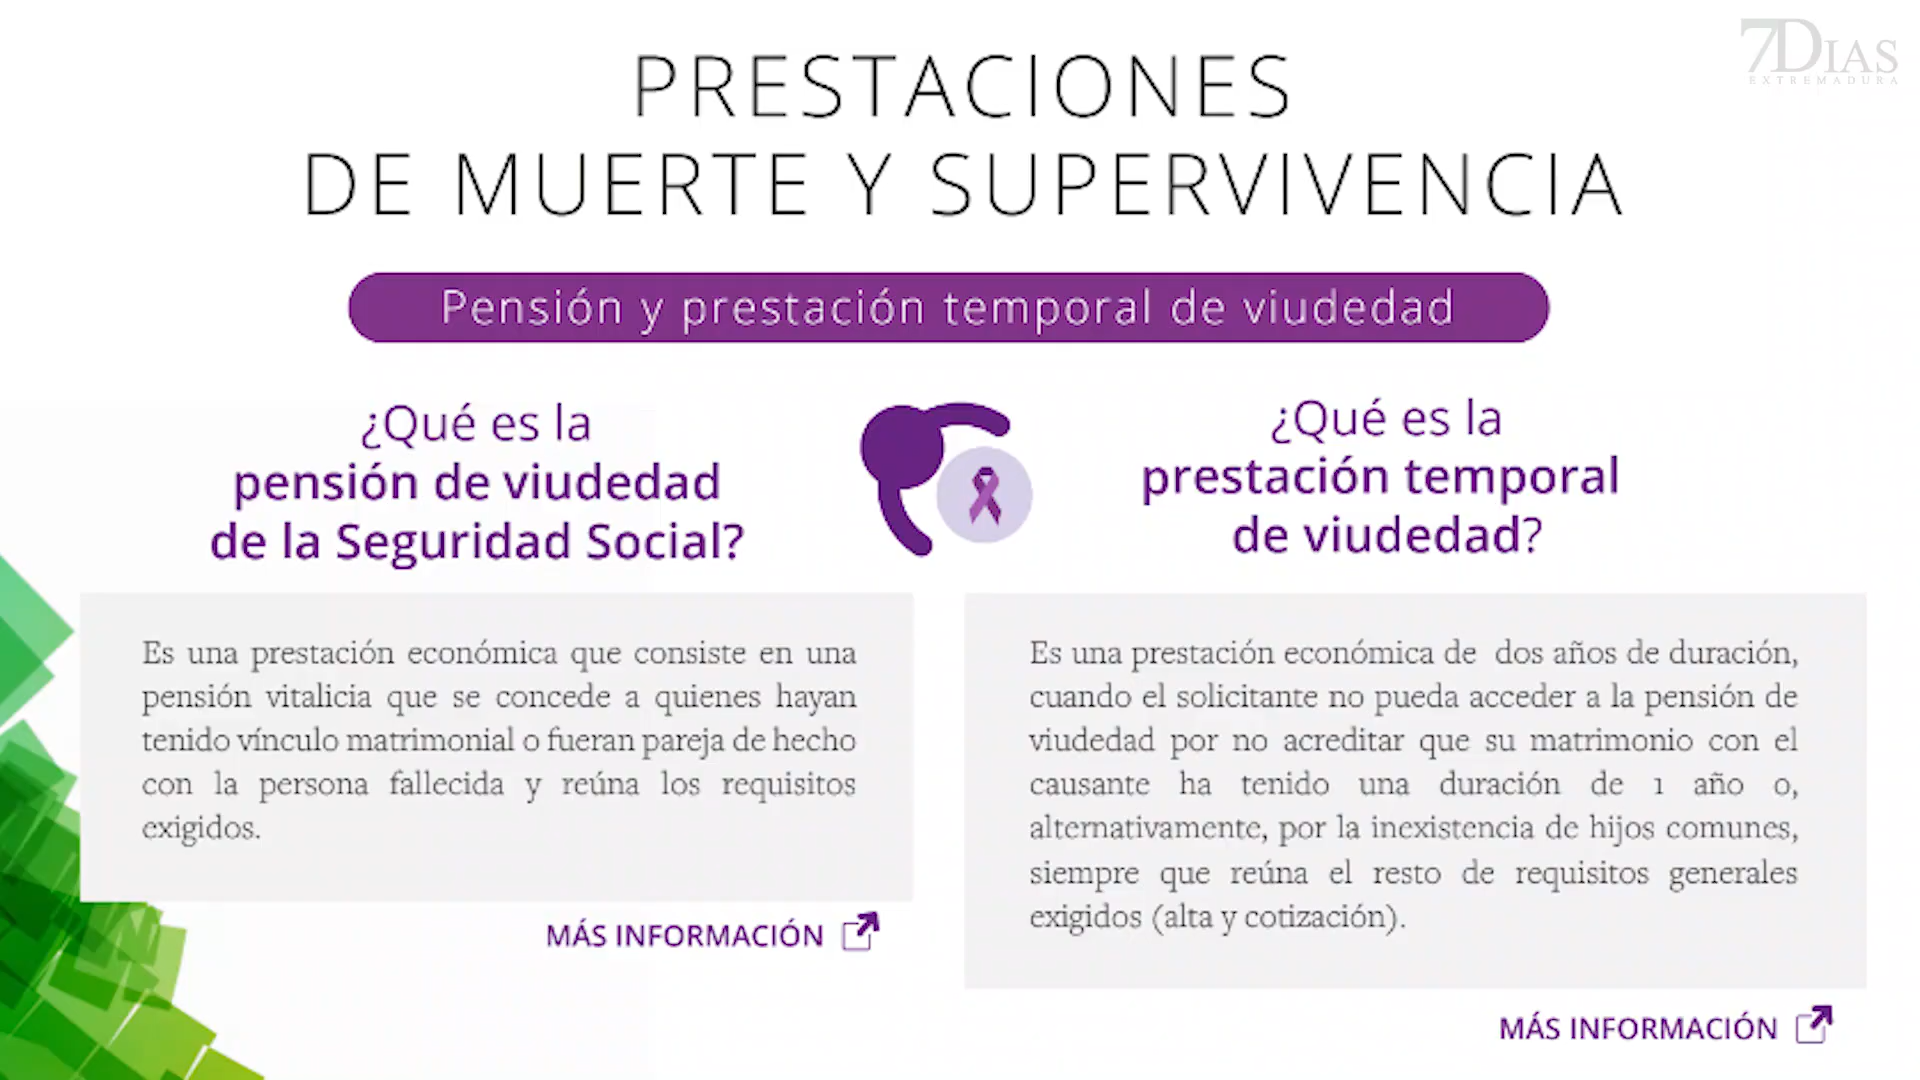 7DIAS
EXTREMADURA
PRESTACIONES
DE MUERTE Y SUPERVIVENCIA
Pensión y prestación temporal de viudedad
¿Qué es la
pensión de viudedad
de la Seguridad Social?
Es una prestación económica que consiste en una
pensión vitalicia que se concede a quienes hayan
tenido vínculo matrimonial o fueran pareja de hecho
con la persona fallecida y reúna los requisitos
exigidos.
MÁS INFORMACIÓN
¿Qué es la
prestación temporal
de viudedad?
Es una prestación económica de dos años de duración,
cuando el solicitante no pueda acceder a la pensión de
viudedad por no acreditar que su matrimonio con el
causante ha tenido una duración de 1 año o,
alternativamente, por la inexistencia de hijos comunes,
siempre que reúna el resto de requisitos generales
exigidos (alta y cotización).
MÁS INFORMACIÓN